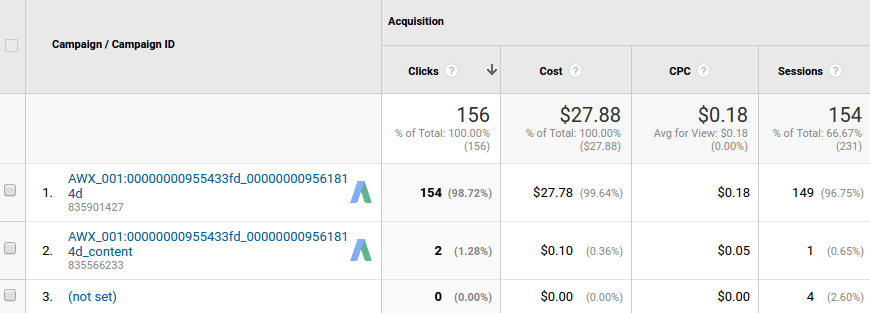 Acquisition
Campaign / Campaign ID
Clicks ? Cost ? CPC ? Sessions ?
156 $27.88 $0.18 154
% of Total: 100.00% % of Total: 100.00% Avg for View: $0.18 % of Total: 66.67%
(156) ($27.88) (0.00%) (231)
AWX_001:00000000955433fd_00000000956181
1. 4d 154 (98.72%) $27.78 (99.64%) $0.18 149 (96.75%)
835901427
AWX_001:00000000955433fd_00000000956181
2. 4d_content 2 (1.28%) $0.10 (0.36%) $0.05 1 (0.65%)
835566233
3. (not set) 0 (0.00%) $0.00 (0.00%) $0.00 4 (2.60%)